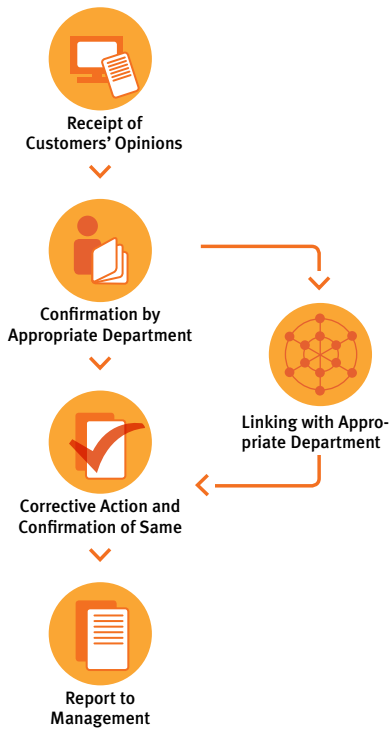 Receipt of
Customers’ Opinions
Confirmation by
Appropriate Department
Linking with Appro-
priate Department
Corrective Action and
Confirmation of Same
Report to
Management